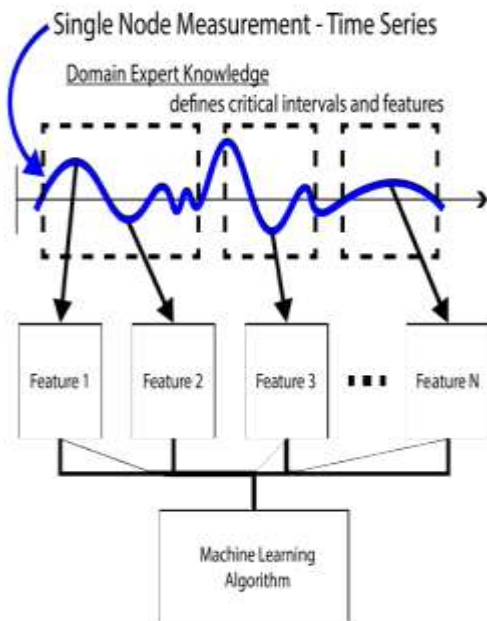 Single Node Measurement - Time Series
Domain Expert Knowledge
defines critical intervals and features
Feature 1
Feature 2
Feature 3
Feature N
Machine Learning
Algorithm